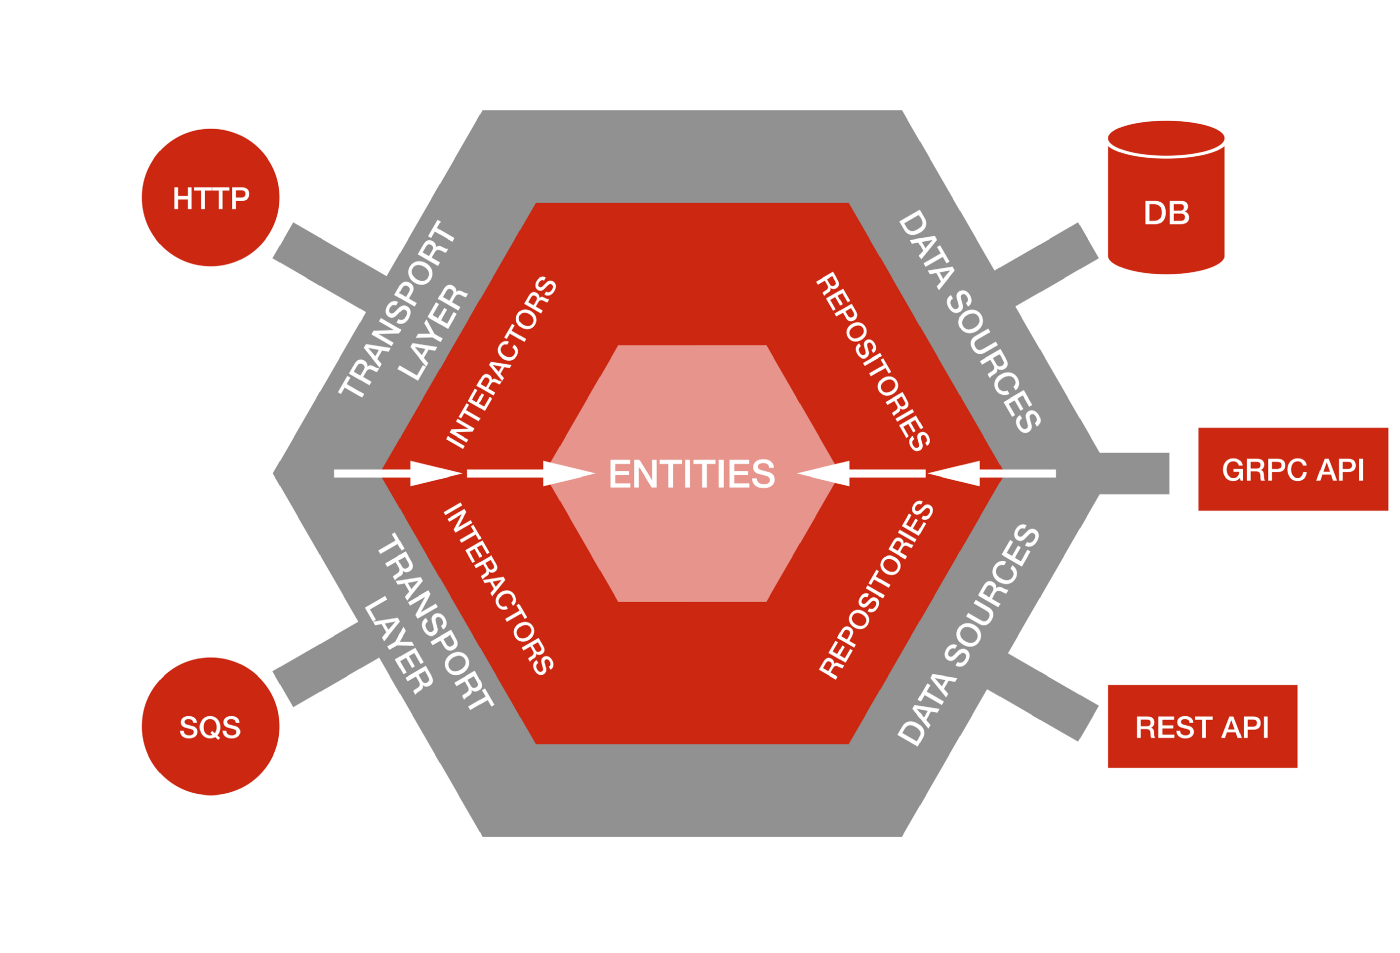 HTTP
DB
TRANSPORT
LAYER
INTERACTORS
REPOSITORIES
DATA SOURCES
ENTITIES
GRPC API
TRANSPORT
LAYER
INTERACTORS
REPOSITORIES
DATA SOURCES
SQS
REST API